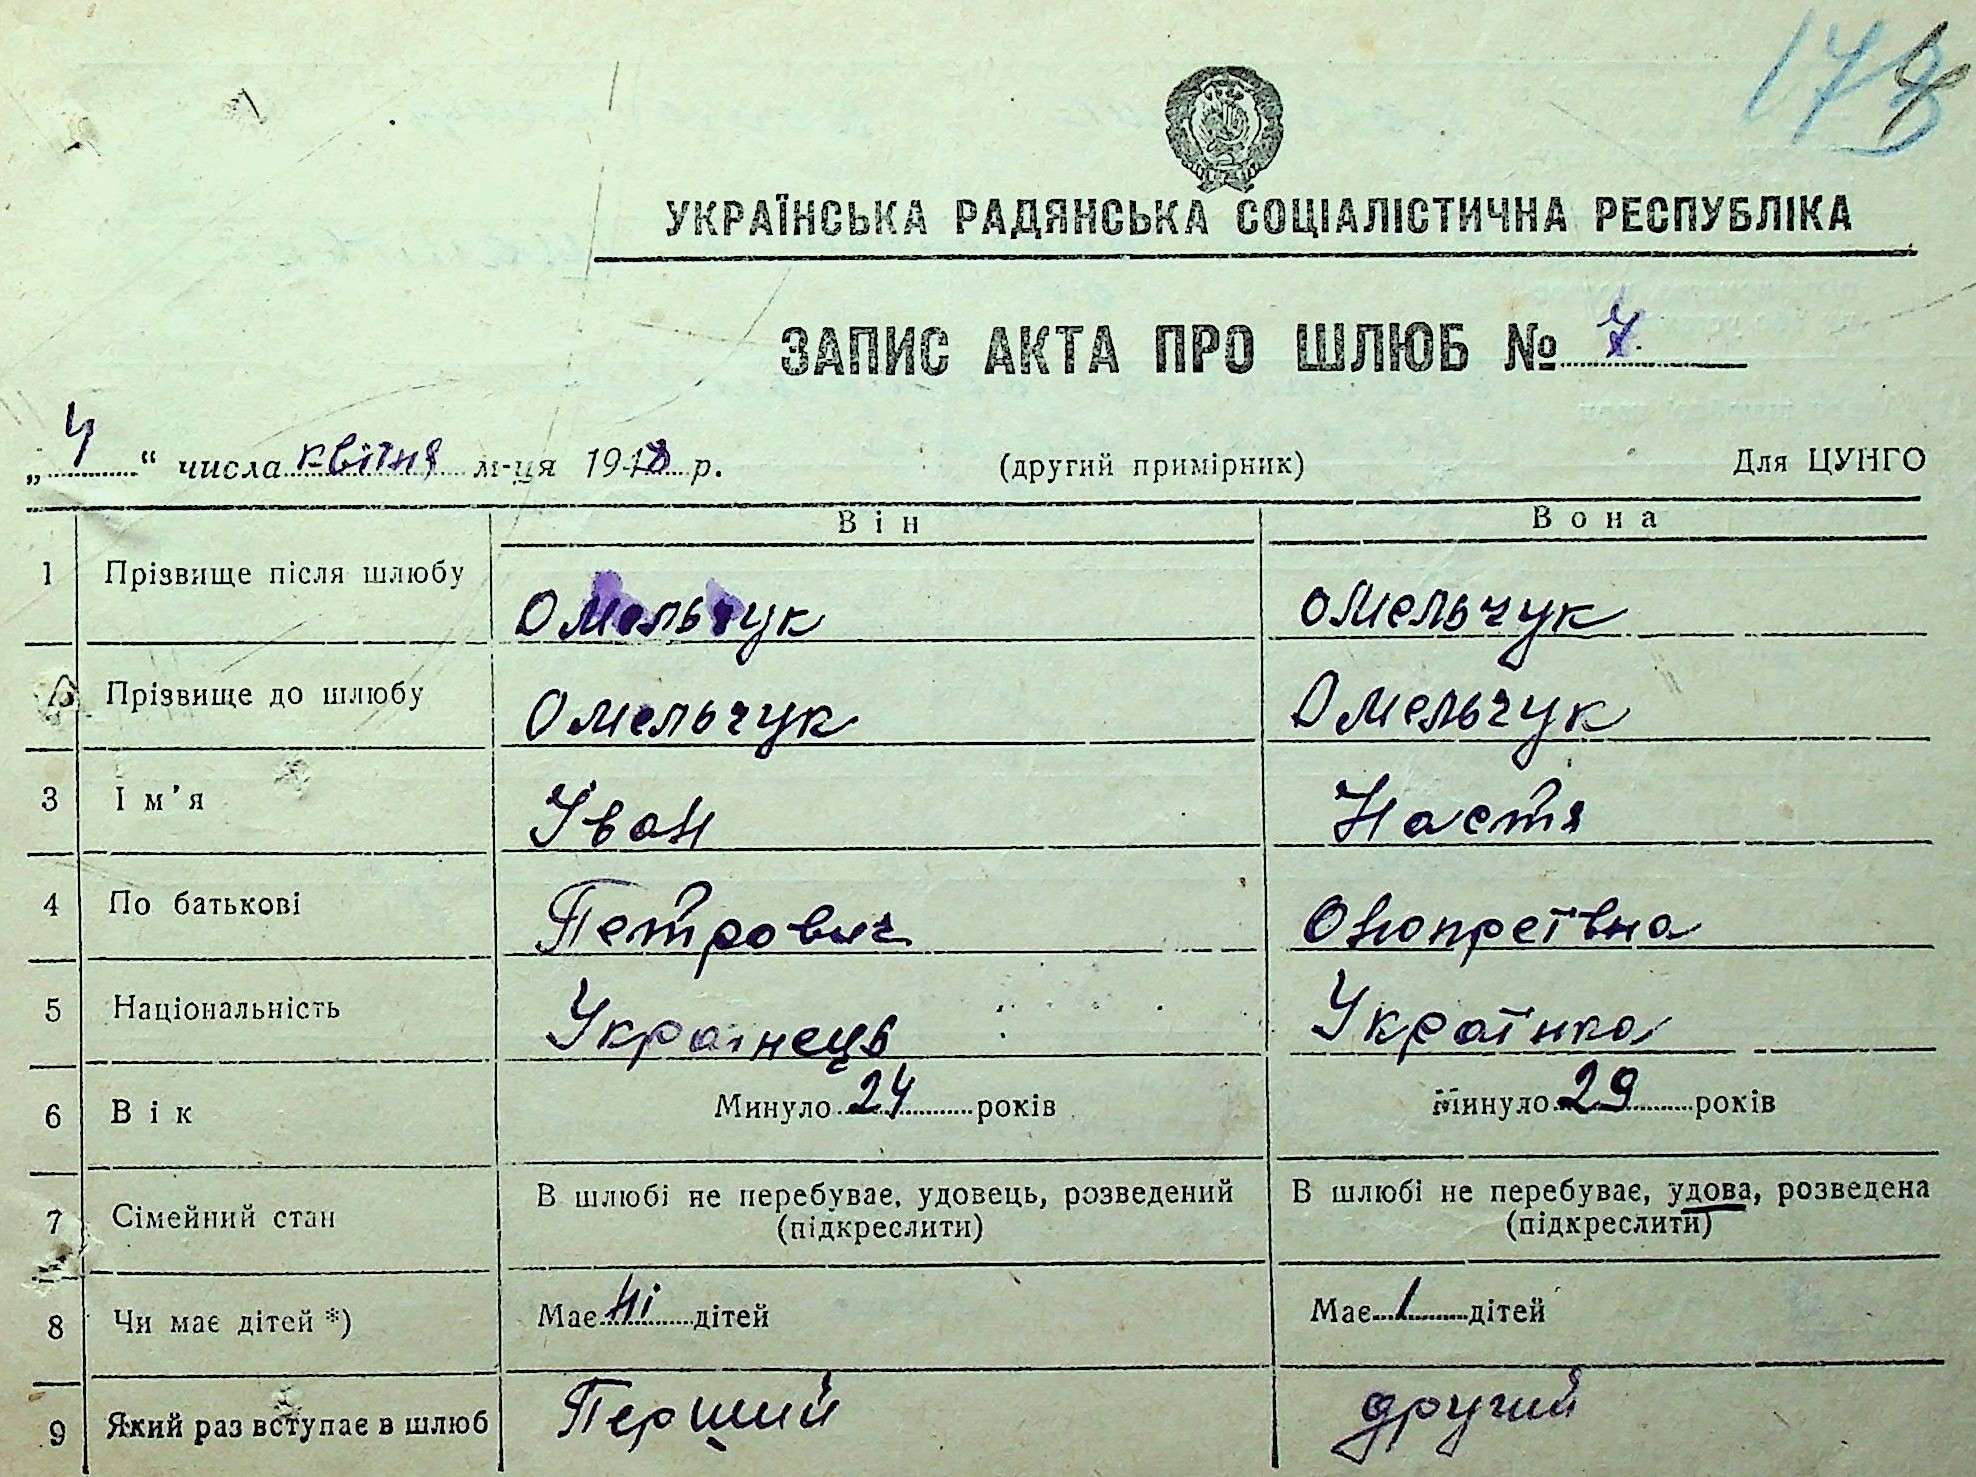 УКРАЇНСЬКА РАДЯНСЬКА СОЦІАЛІСТИЧНА РЕСПУБЛІКА
ЗАПИС АКТА ПРО ШЛЮБ № 7
„4“ числа квітня м-ця 1948 р. (другий примірник) Для ЦУНГО
Він Вона
1 Прізвище після шлюбу Омельчук Омельчук
Прізвище до шлюбу Омельчук Омельчук
3 Ім’я Іван Настя
4 По батькові Петрович Онопреївна
5 Національність Українець Українка
6 Вік Минуло 24 років Минуло 29 років
7 Сімейний стан В шлюбі не перебуває, удовець, розведений (підкреслити) В шлюбі не перебуває, удова, розведена (підкреслити)
8 Чи має дітей *) Має ні дітей Має 1 дітей
9 Який раз вступає в шлюб Перший другий